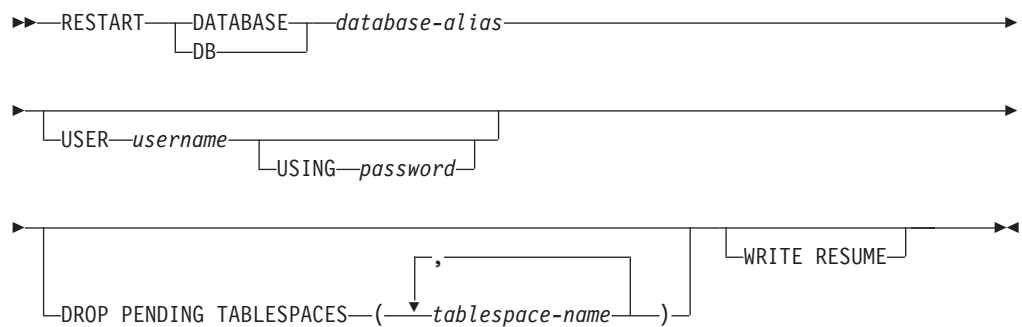 RESTART DATABASE database-alias
DB
USER username
USING password
WRITE RESUME
,
DROP PENDING TABLESPACES ( tablespace-name )